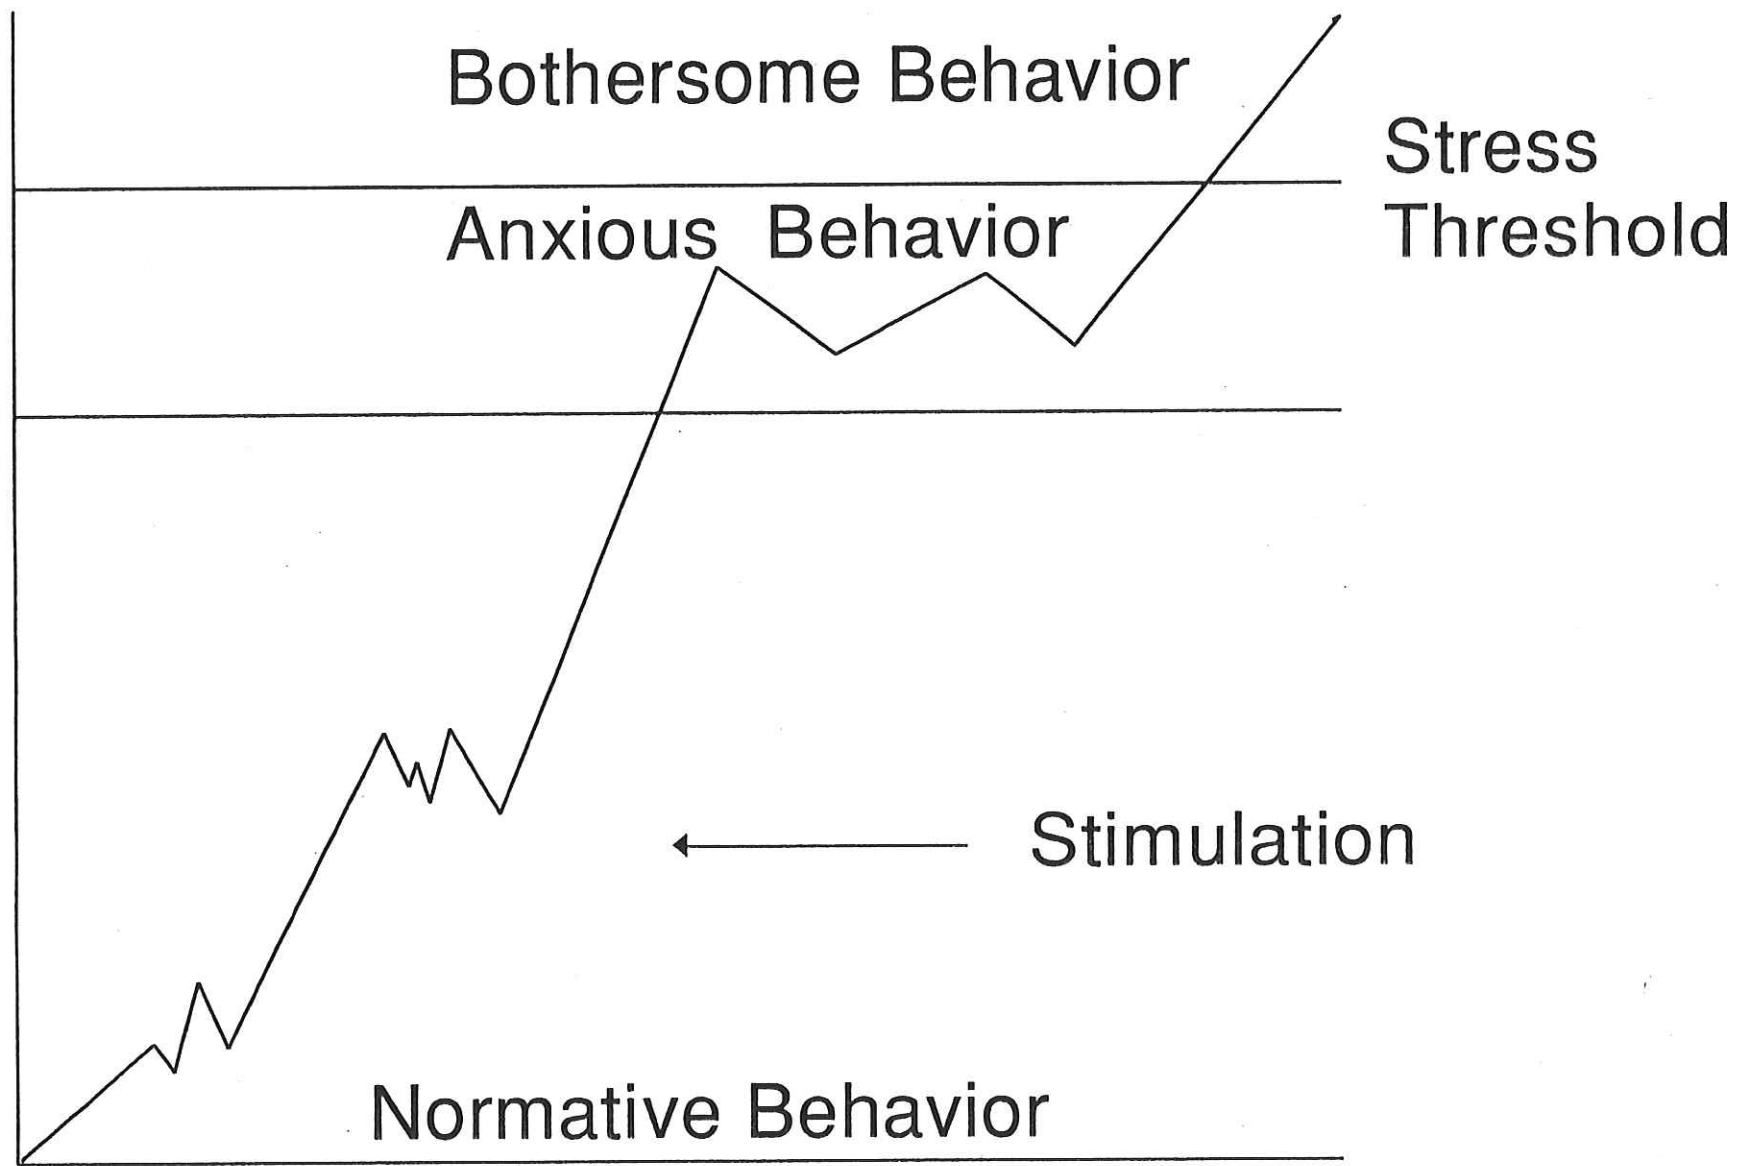 Bothersome Behavior
Stress
Threshold
Anxious Behavior
Stimulation
Normative Behavior